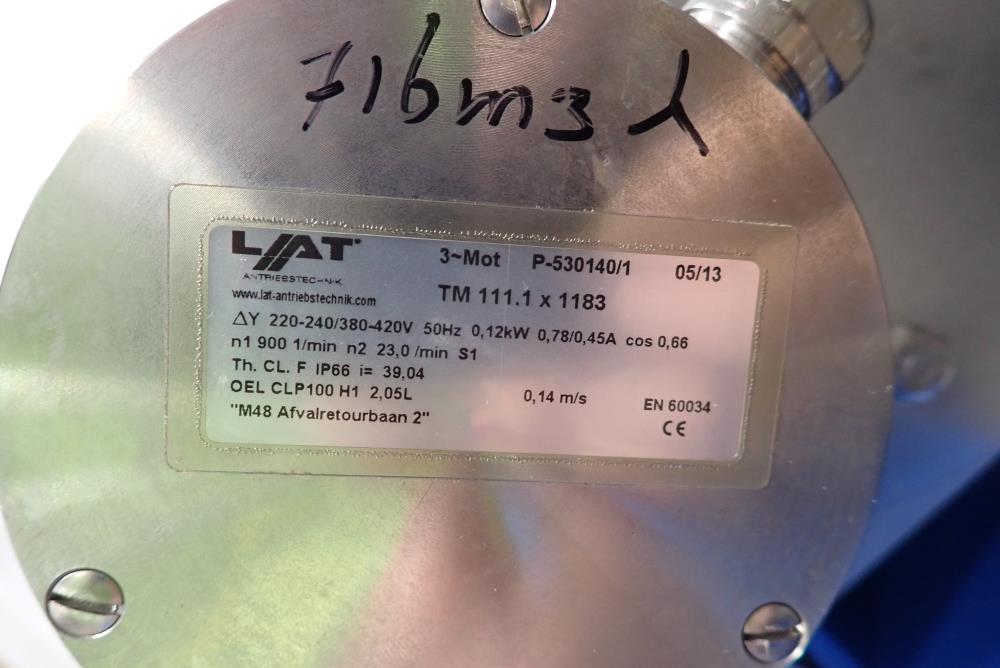 716m3
LAT
ANTRIEBSTECHNIK
www.lat-antriebstechnik.com
3~Mot P-530140/1 05/13
TM 111.1 x 1183
ΔY 220-240/380-420V 50Hz 0,12kW 0,78/0,45A cos 0,66
n1 900 1/min n2 23,0 /min S1
Th. CL. F IP66 i= 39,04
OEL CLP100 H1 2,05L 0,14 m/s EN 60034
"M48 Afvalretourbaan 2" CE